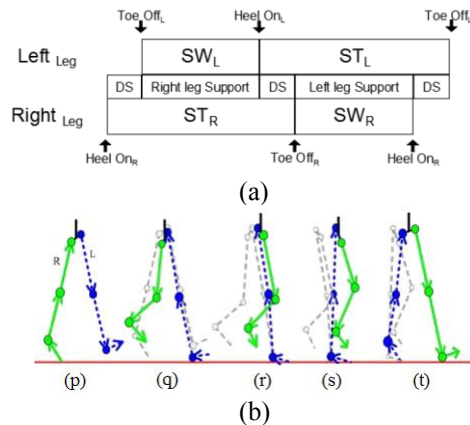 Toe Off_L Heel On_L Toe Off_L
Left Leg SW_L ST_L
DS Right leg Support DS Left leg Support DS
Right Leg ST_R SW_R
Heel On_R Toe Off_R Heel On_R
(a)
R L
(p) (q) (r) (s) (t)
(b)